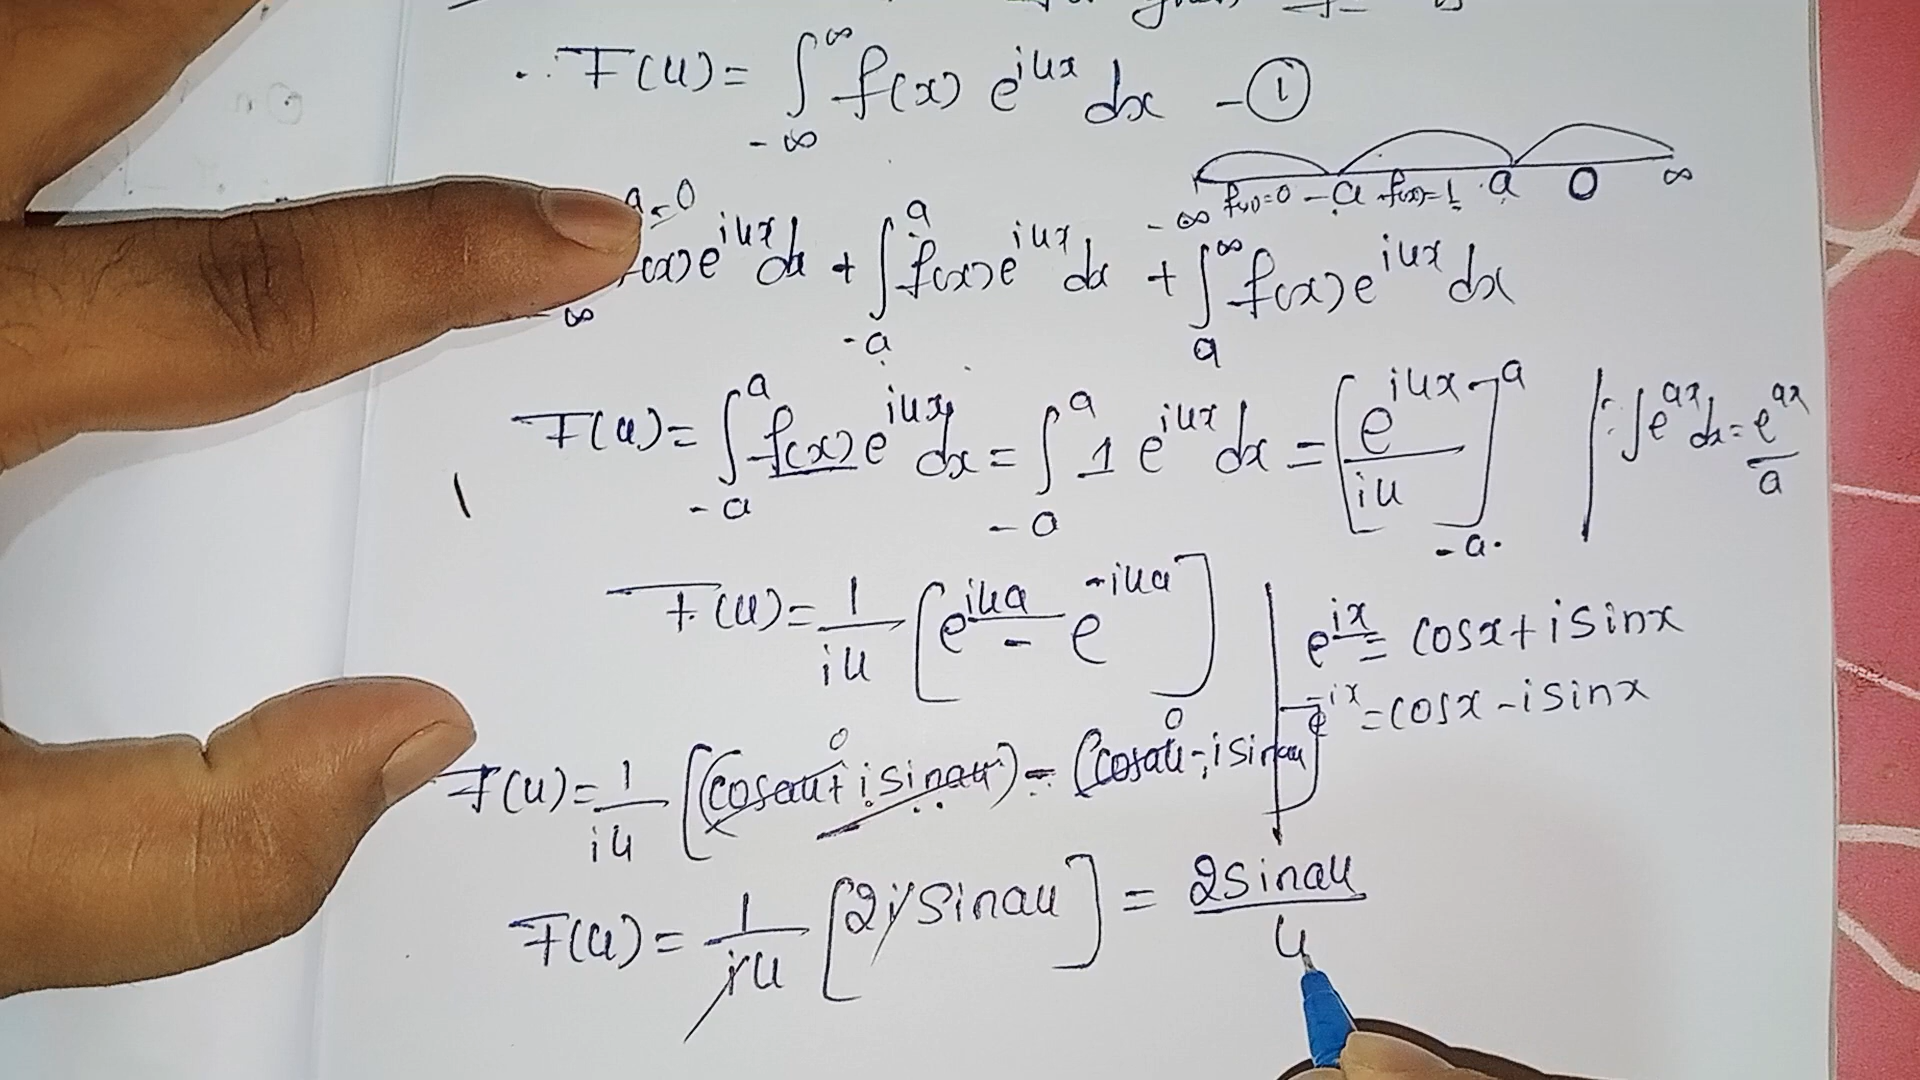 ∴ F(u) = ∫_{-∞}^{∞} f(x) e^{iux} dx - ①
-∞ f(x)=0 -a f(x)=1 a 0 ∞
f(x) e^{iux} dx + ∫_{-a}^{a} f(x) e^{iux} dx + ∫_{a}^{∞} f(x) e^{iux} dx
F(u) = ∫_{-a}^{a} f(x) e^{iux} dx = ∫_{-a}^{a} 1 e^{iux} dx = [e^{iux}/iu]_{-a}^{a} | ∵ ∫e^{ax} dx = e^{ax}/a
F(u) = 1/iu [e^{iua} - e^{-iua}]
e^{ix} = cosx + i sinx
e^{-ix} = cosx - i sinx
F(u) = 1/iu [(cosau + i sinau) - (cosau - i sinau)]
F(u) = 1/iu [2i sinau] = 2sinau/u